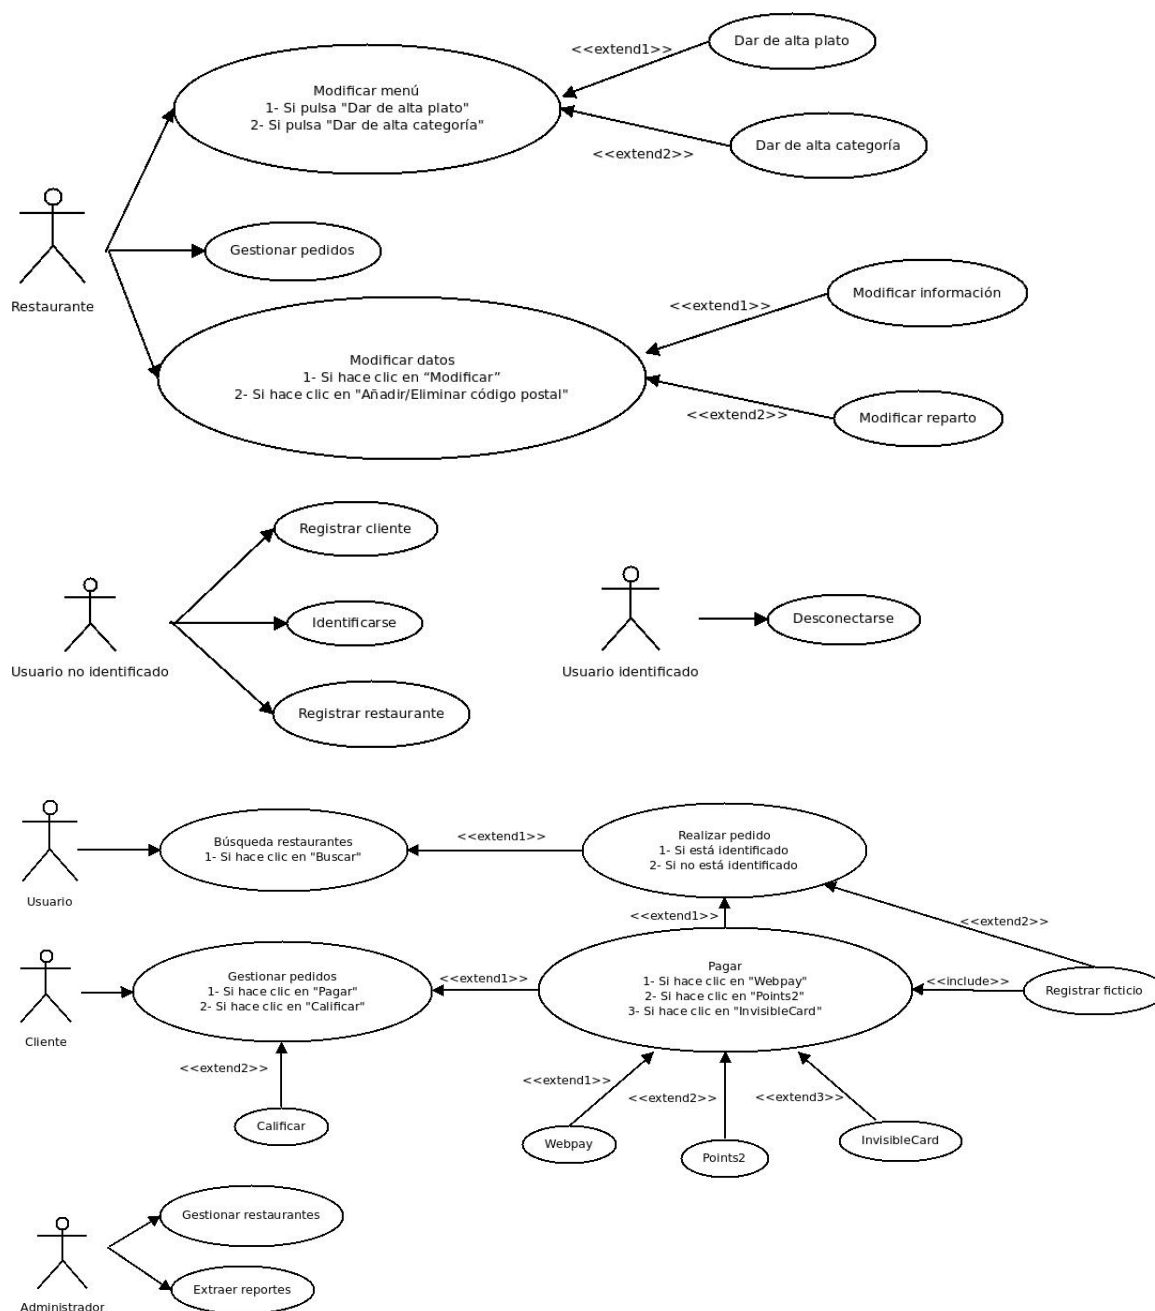 Dar de alta plato
<<extend1>>
Modificar menú
1- Si pulsa "Dar de alta plato"
2- Si pulsa "Dar de alta categoría"
Dar de alta categoría
<<extend2>>
Gestionar pedidos
Restaurante
Modificar información
<<extend1>>
Modificar datos
1- Si hace clic en “Modificar”
2- Si hace clic en "Añadir/Eliminar código postal"
<<extend2>>
Modificar reparto
Registrar cliente
Identificarse
Desconectarse
Usuario no identificado
Usuario identificado
Registrar restaurante
Búsqueda restaurantes
1- Si hace clic en "Buscar"
<<extend1>>
Realizar pedido
1- Si está identificado
2- Si no está identificado
Usuario
<<extend1>>
<<extend2>>
Gestionar pedidos
1- Si hace clic en "Pagar"
2- Si hace clic en "Calificar"
<<extend1>>
Pagar
1- Si hace clic en "Webpay"
2- Si hace clic en "Points2"
3- Si hace clic en "InvisibleCard"
<<include>>
Registrar ficticio
Cliente
<<extend2>>
<<extend1>>
<<extend2>>
<<extend3>>
Calificar
Webpay
Points2
InvisibleCard
Gestionar restaurantes
Extraer reportes
Administrador